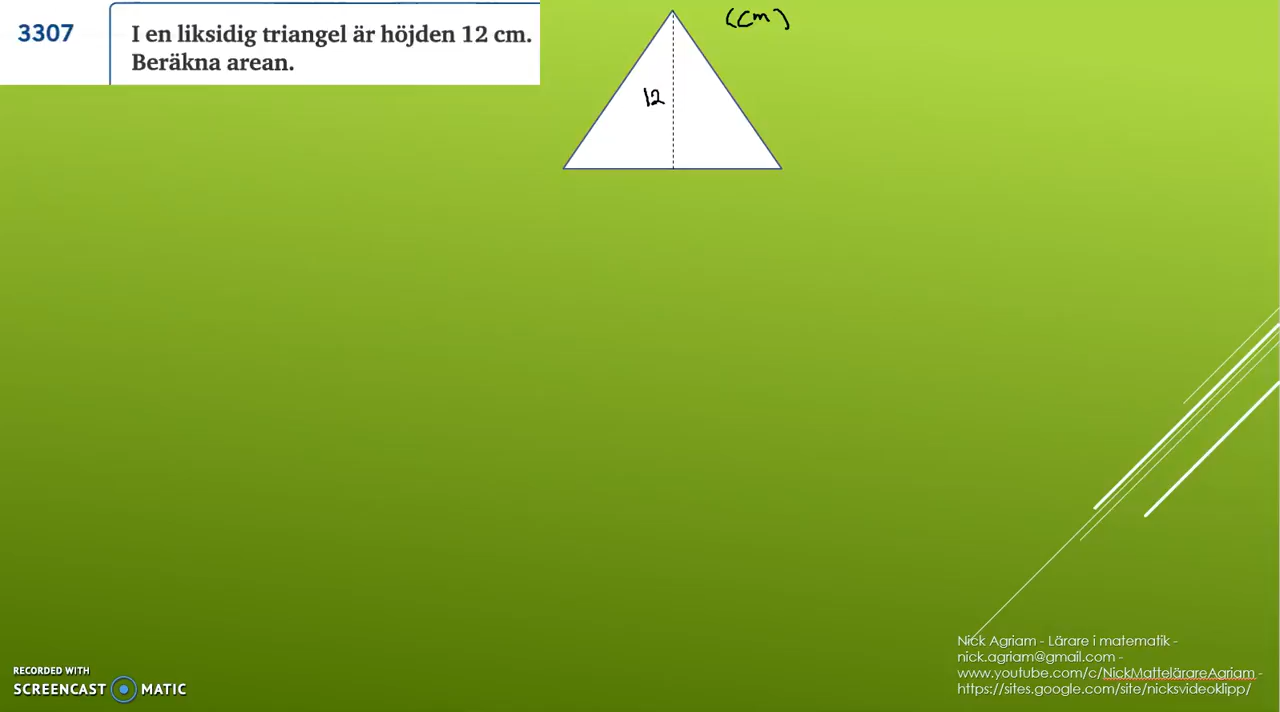 3307
I en liksidig triangel är höjden 12 cm.
Beräkna arean.
(cm)
12
Nick Agriam - Lärare i matematik -
nick.agriam@gmail.com -
www.youtube.com/c/NickMattelärareAgriam -
https://sites.google.com/site/nicksvideoklipp/
RECORDED WITH
SCREENCAST MATIC